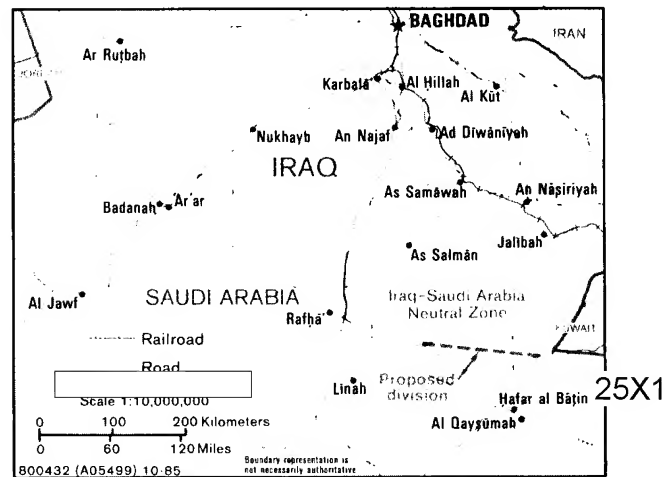 BAGHDAD
IRAN
Ar Ruṭbah
Karbalā'
Al Hillah
Al Kūt
Nukhayb
An Najaf
Ad Dīwānīyah
IRAQ
As Samāwah
An Nāṣirīyah
Badanah
'Ar'ar
Jalībah
As Salmān
Al Jawf
SAUDI ARABIA
Iraq-Saudi Arabia
Neutral Zone
Rafḥā'
KUWAIT
Railroad
Road
Līnah
Proposed
division
25X1
Scale 1:10,000,000
Hafar al Bāṭin
0 100 200 Kilometers
Al Qayṣūmah
0 60 120 Miles
800432 (A05499) 10-85
Boundary representation is
not necessarily authoritative